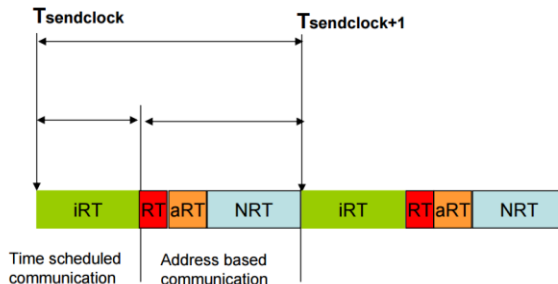 Tsendclock
Tsendclock+1
iRT RT aRT NRT iRT RT aRT NRT
Time scheduled
communication
Address based
communication